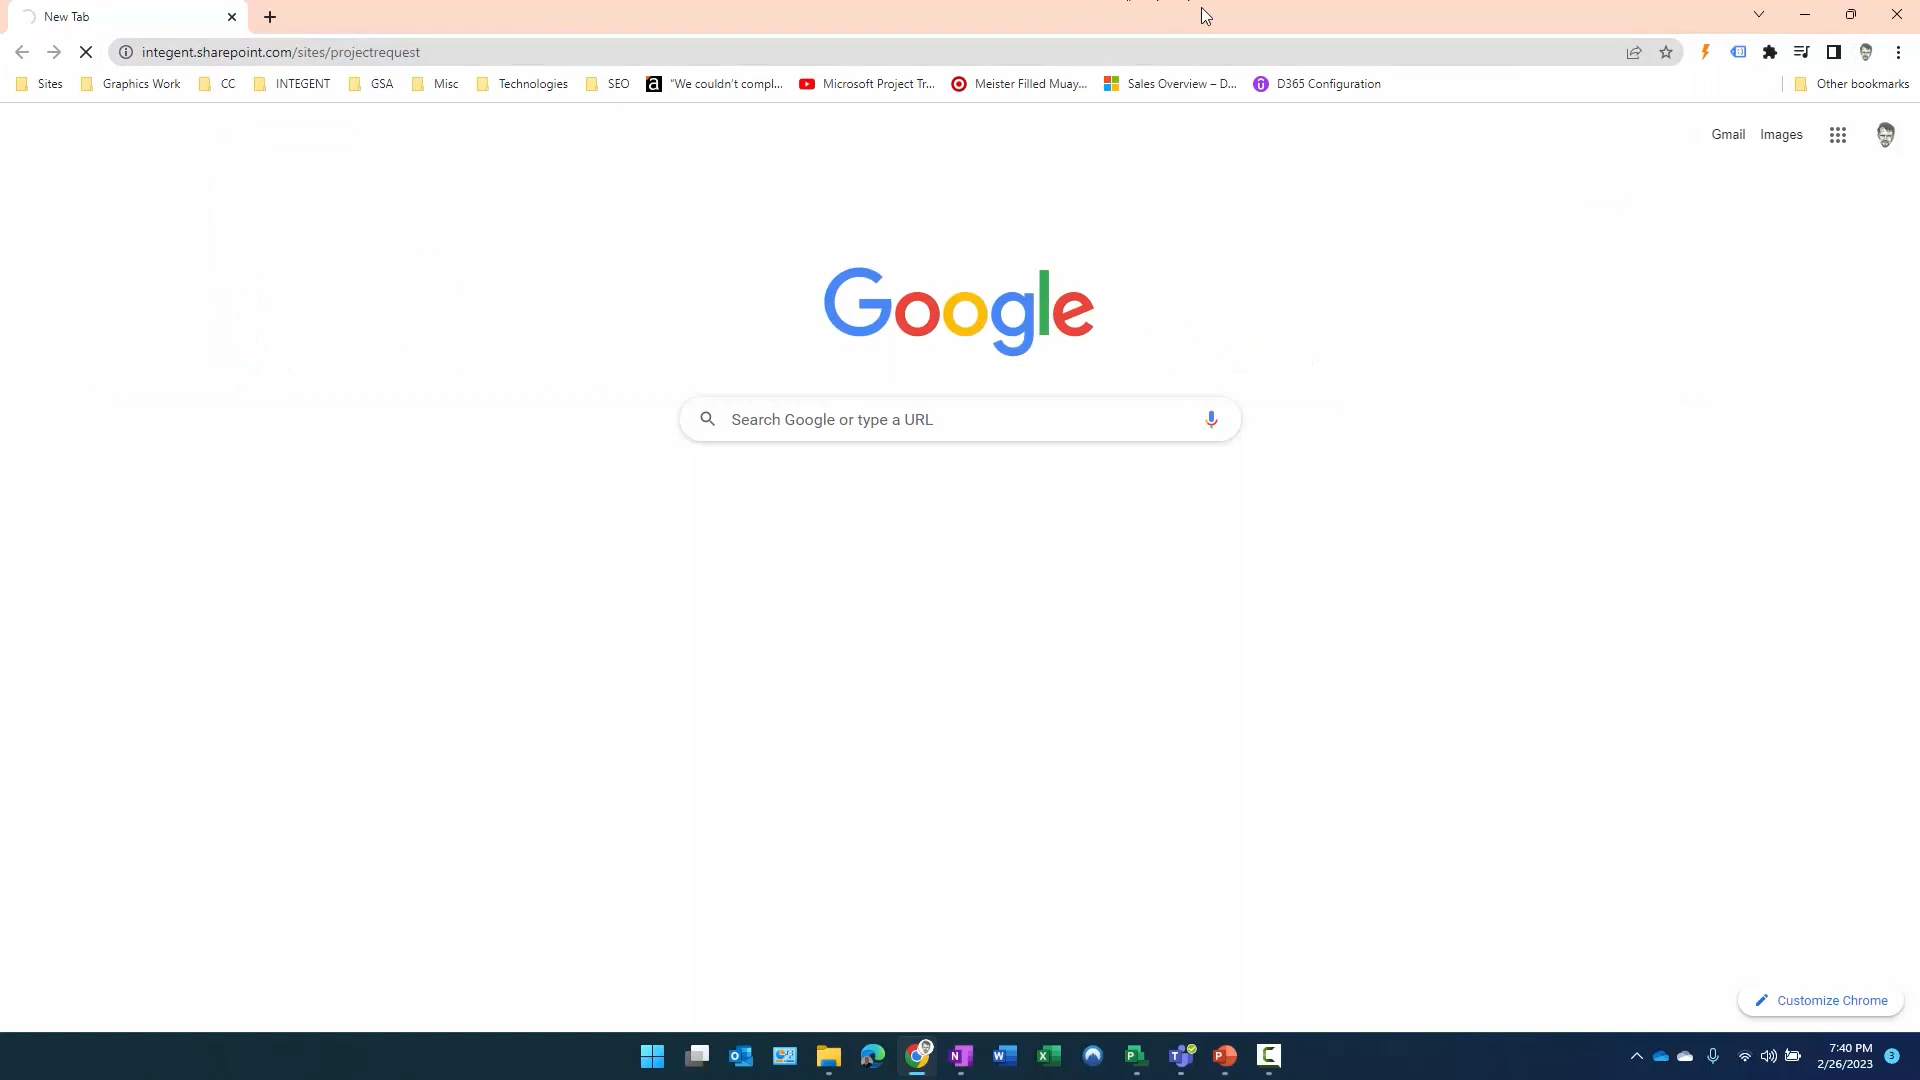 New Tab
integent.sharepoint.com/sites/projectrequest
Sites Graphics Work CC INTEGENT GSA Misc Technologies SEO "We couldn't compl... Microsoft Project Tr... Meister Filled Muay... Sales Overview – D... D365 Configuration Other bookmarks
Gmail Images
Google
Search Google or type a URL
Customize Chrome
7:40 PM
2/26/2023
3